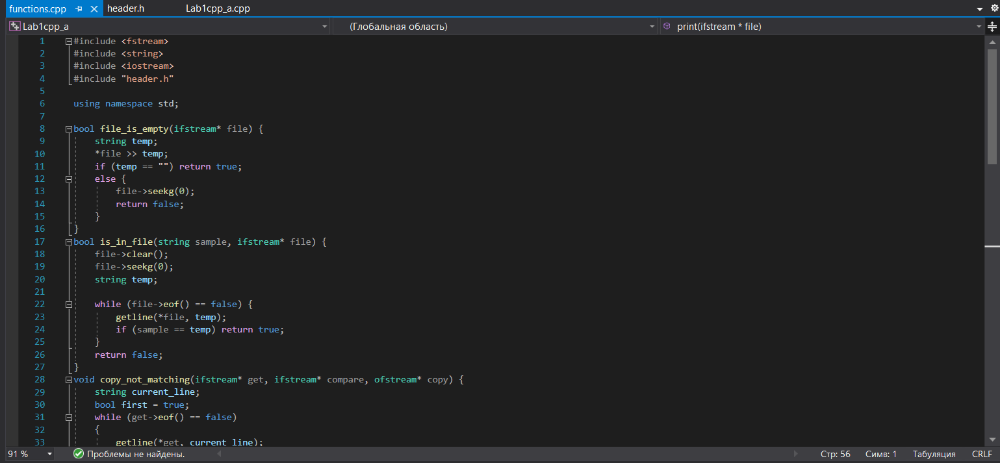 functions.cpp header.h Lab1cpp_a.cpp
Lab1cpp_a (Глобальная область) print(ifstream * file)
1 #include <fstream>
2 #include <string>
3 #include <iostream>
4 #include "header.h"
5
6 using namespace std;
7
8 bool file_is_empty(ifstream* file) {
9 string temp;
10 *file >> temp;
11 if (temp == "") return true;
12 else {
13 file->seekg(0);
14 return false;
15 }
16 }
17 bool is_in_file(string sample, ifstream* file) {
18 file->clear();
19 file->seekg(0);
20 string temp;
21
22 while (file->eof() == false) {
23 getline(*file, temp);
24 if (sample == temp) return true;
25 }
26 return false;
27 }
28 void copy_not_matching(ifstream* get, ifstream* compare, ofstream* copy) {
29 string current_line;
30 bool first = true;
31 while (get->eof() == false)
32 {
33 getline(*get, current_line);
91 % Проблемы не найдены. Стр: 56 Симв: 1 Табуляция CRLF